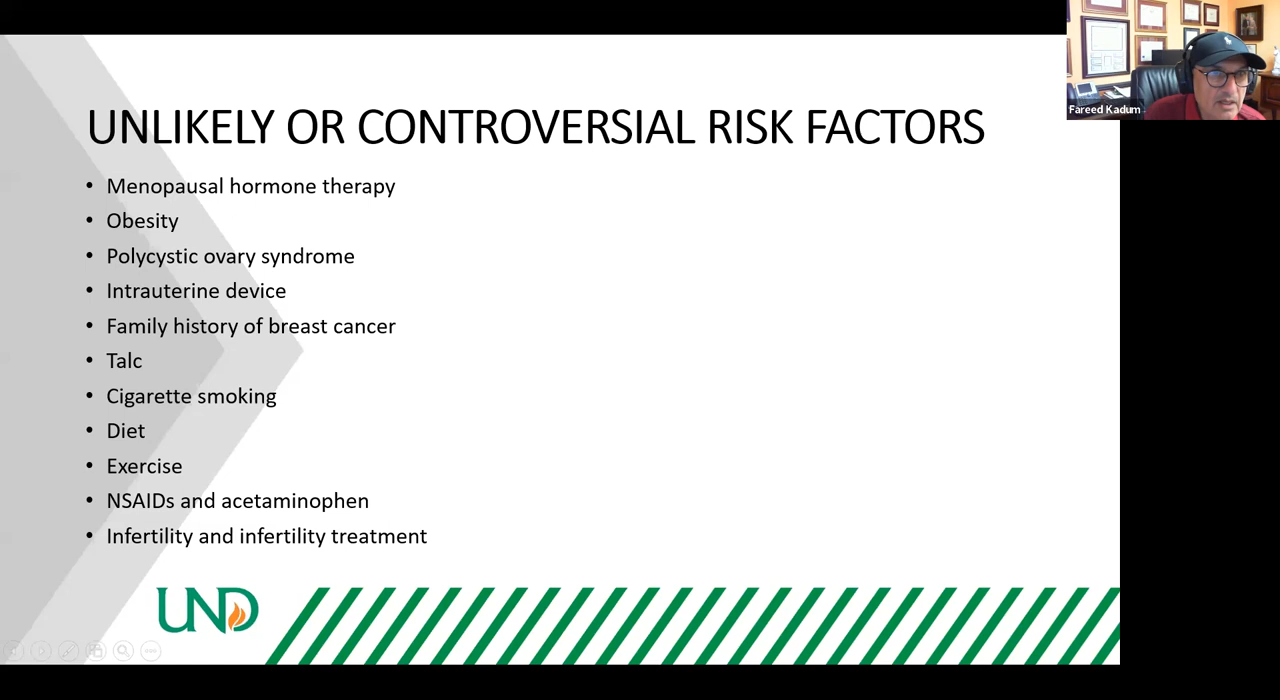 Fareed Kadum
UNLIKELY OR CONTROVERSIAL RISK FACTORS
• Menopausal hormone therapy
• Obesity
• Polycystic ovary syndrome
• Intrauterine device
• Family history of breast cancer
• Talc
• Cigarette smoking
• Diet
• Exercise
• NSAIDs and acetaminophen
• Infertility and infertility treatment
UND